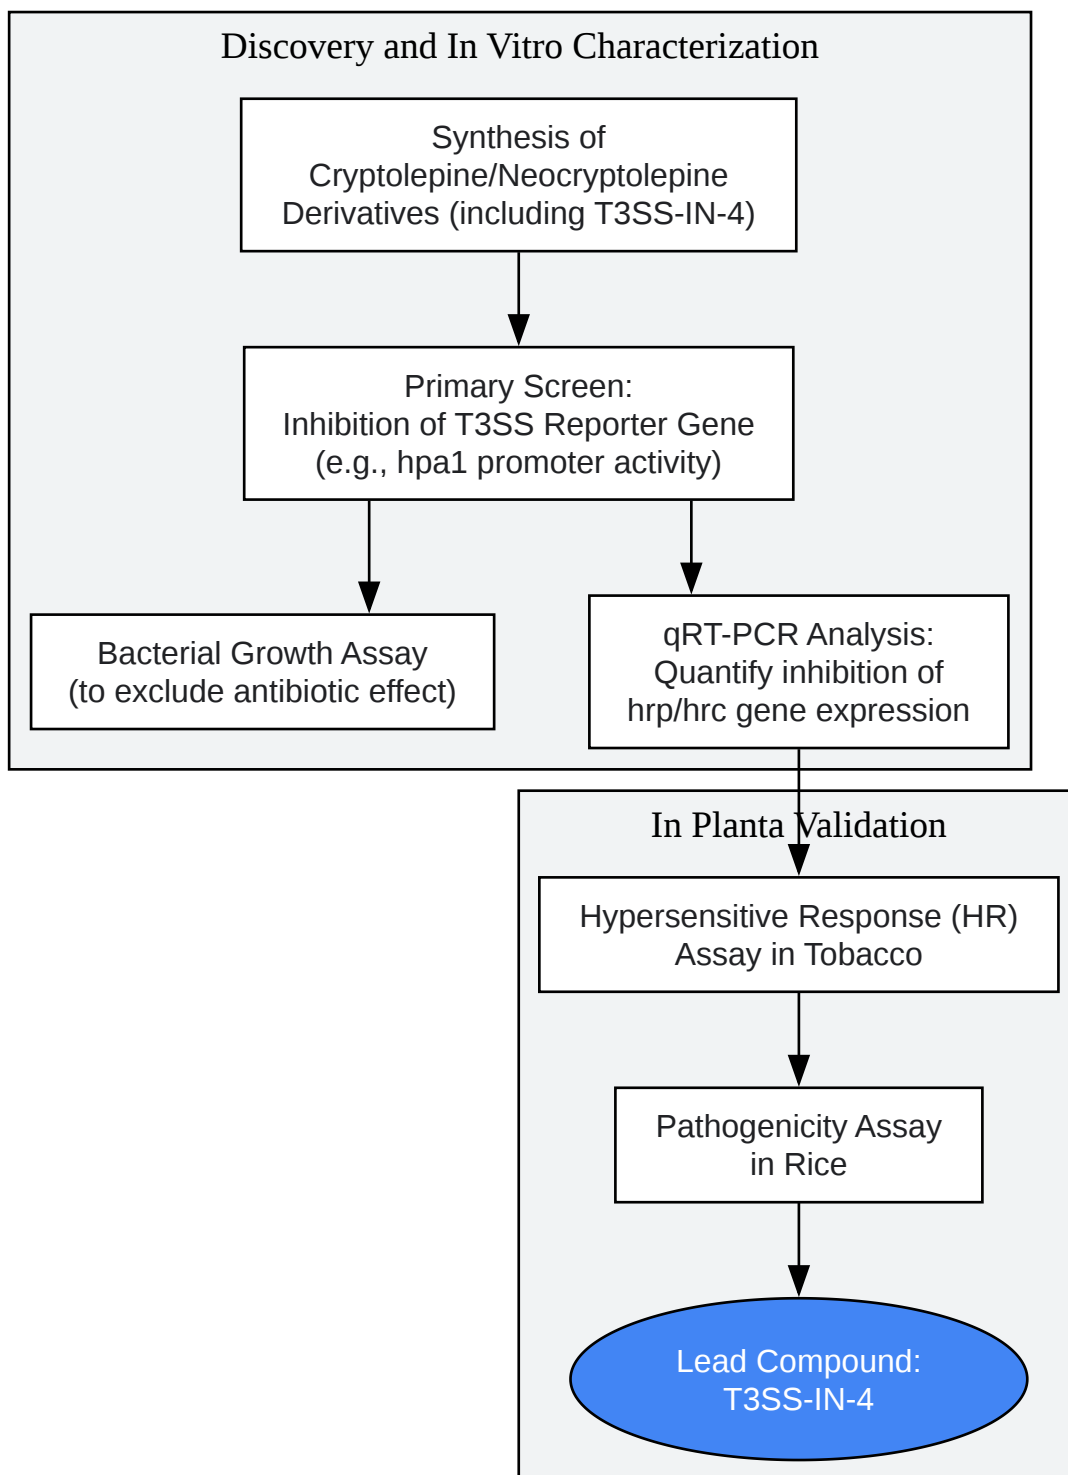 Discovery and In Vitro Characterization
Synthesis of
Cryptolepine/Neocryptolepine
Derivatives (including T3SS-IN-4)
Primary Screen:
Inhibition of T3SS Reporter Gene
(e.g., hpa1 promoter activity)
Bacterial Growth Assay
(to exclude antibiotic effect)
qRT-PCR Analysis:
Quantify inhibition of
hrp/hrc gene expression
In Planta Validation
Hypersensitive Response (HR)
Assay in Tobacco
Pathogenicity Assay
in Rice
Lead Compound:
T3SS-IN-4